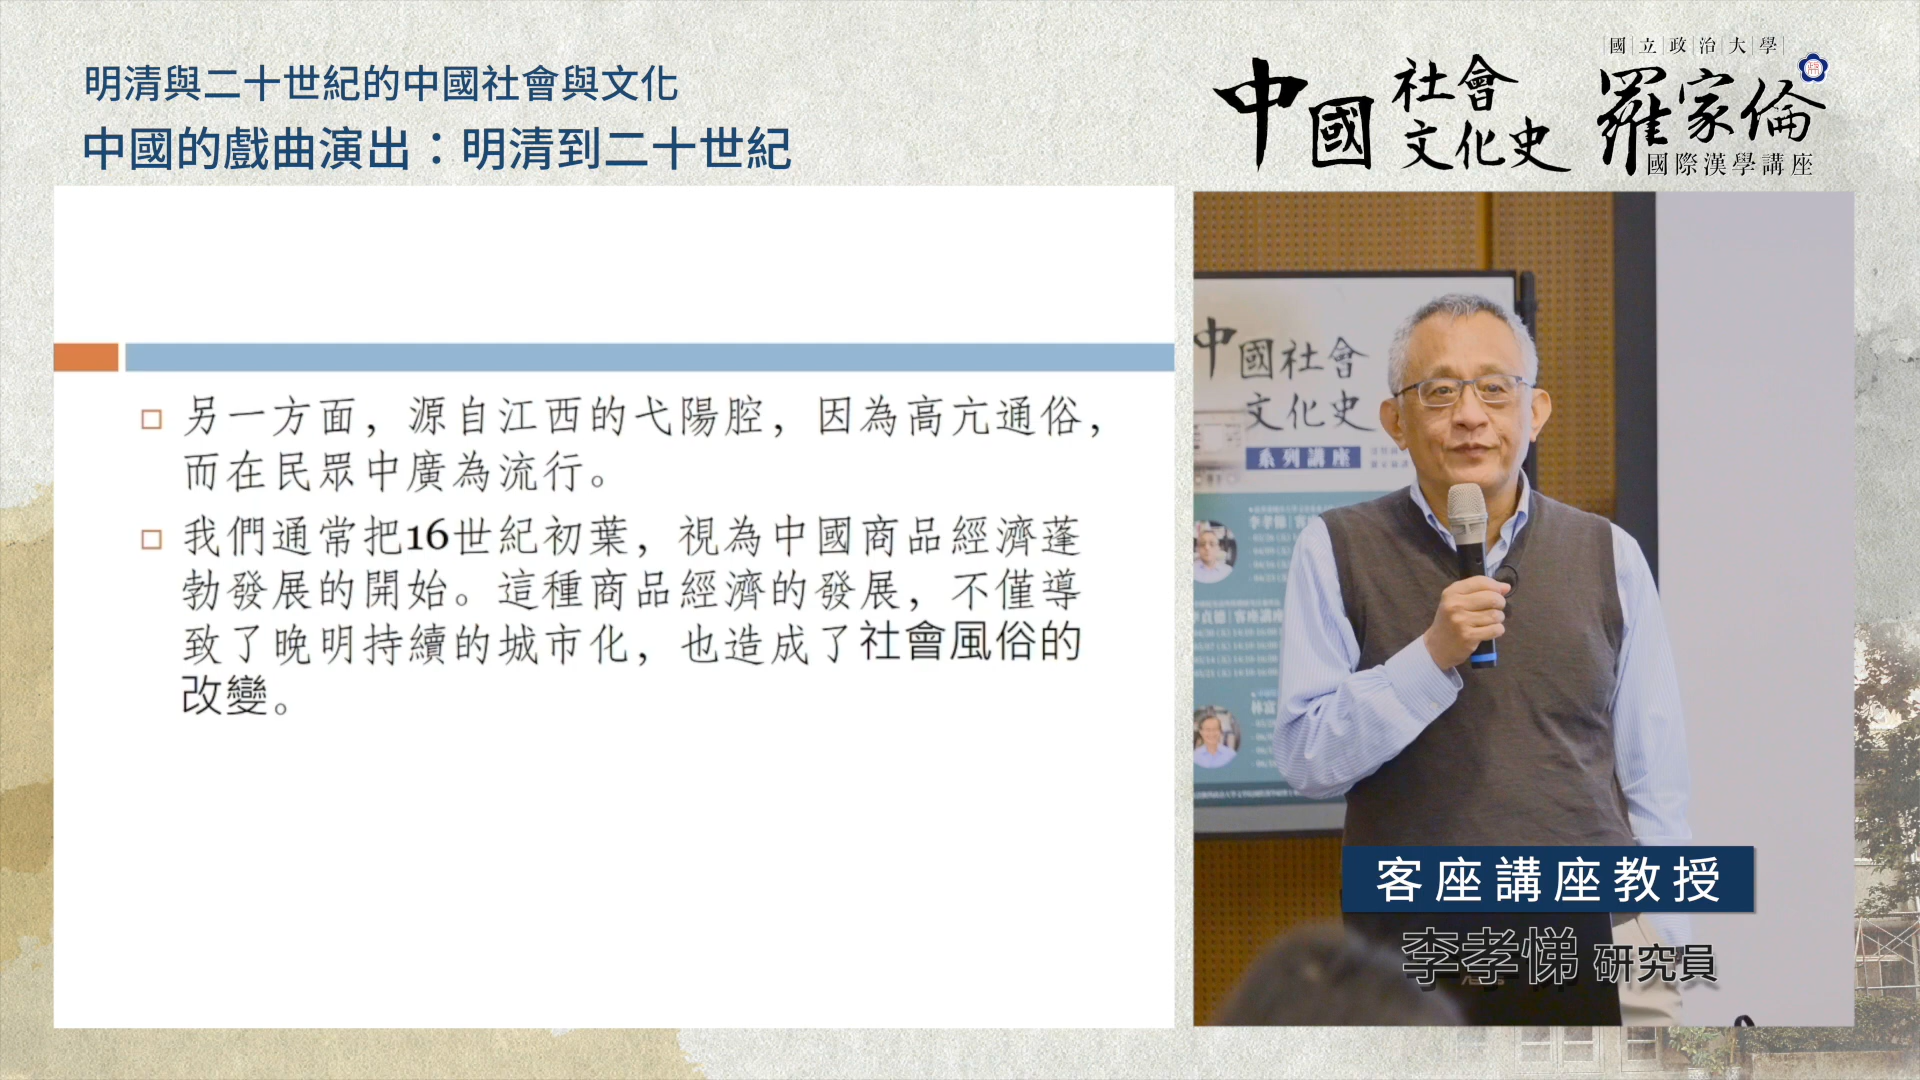 明清與二十世紀的中國社會與文化
中國的戲曲演出：明清到二十世紀
中國社會文化史
國立政治大學
羅家倫
國際漢學講座
另一方面，源自江西的弋陽腔，因為高亢通俗，
而在民眾中廣為流行。
我們通常把16世紀初葉，視為中國商品經濟蓬
勃發展的開始。這種商品經濟的發展，不僅導
致了晚明持續的城市化，也造成了社會風俗的
改變。
中國社會
文化史
系列講座
客座講座教授
李孝悌 研究員